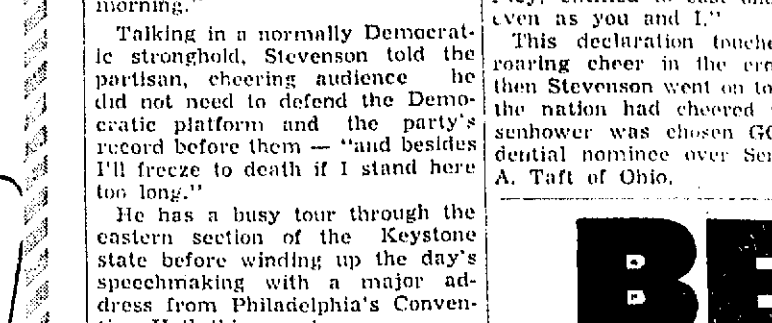 morning."
Talking in a normally Democrat-
ic stronghold, Stevenson told the
partisan, cheering audience he
did not need to defend the Demo-
cratic platform and the party's
record before them — "and besides
I'll freeze to death if I stand here
too long."
He has a busy tour through the
eastern section of the Keystone
state before winding up the day's
speechmaking with a major ad-
dress from Philadelphia's Conven-
even as you and I."
This declaration touche
roaring cheer in the cro
then Stevenson went on to
the nation had cheered
senhower was chosen GO
dential nominee over Sen
A. Taft of Ohio.
BE